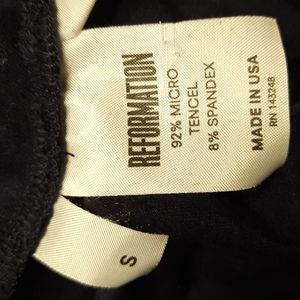 REFORMATION
92% MICRO
TENCEL
8% SPANDEX
MADE IN USA
RN 143248
S